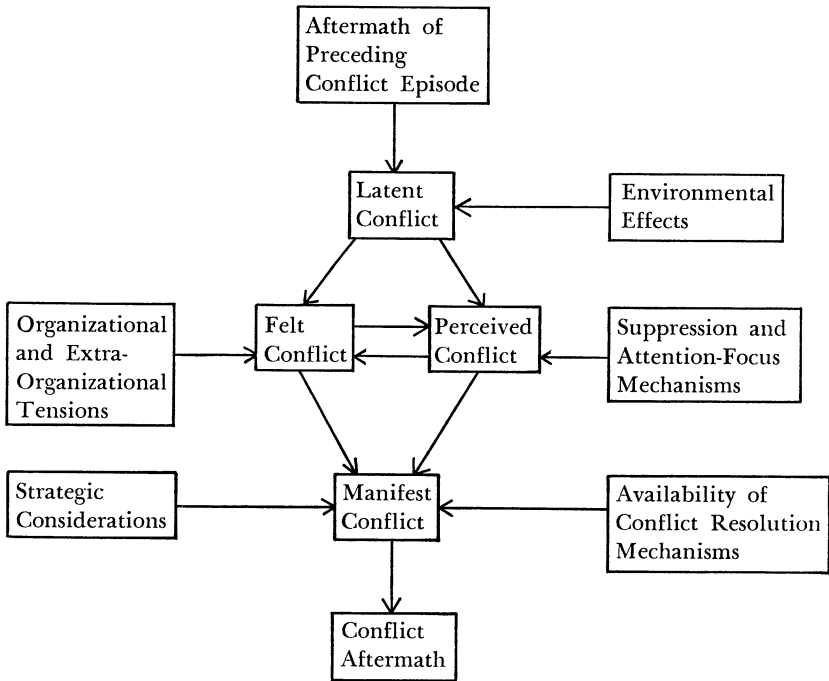 Aftermath of
Preceding
Conflict Episode
Latent
Conflict
Environmental
Effects
Organizational
and Extra-
Organizational
Tensions
Felt
Conflict
Perceived
Conflict
Suppression and
Attention-Focus
Mechanisms
Strategic
Considerations
Manifest
Conflict
Availability of
Conflict Resolution
Mechanisms
Conflict
Aftermath